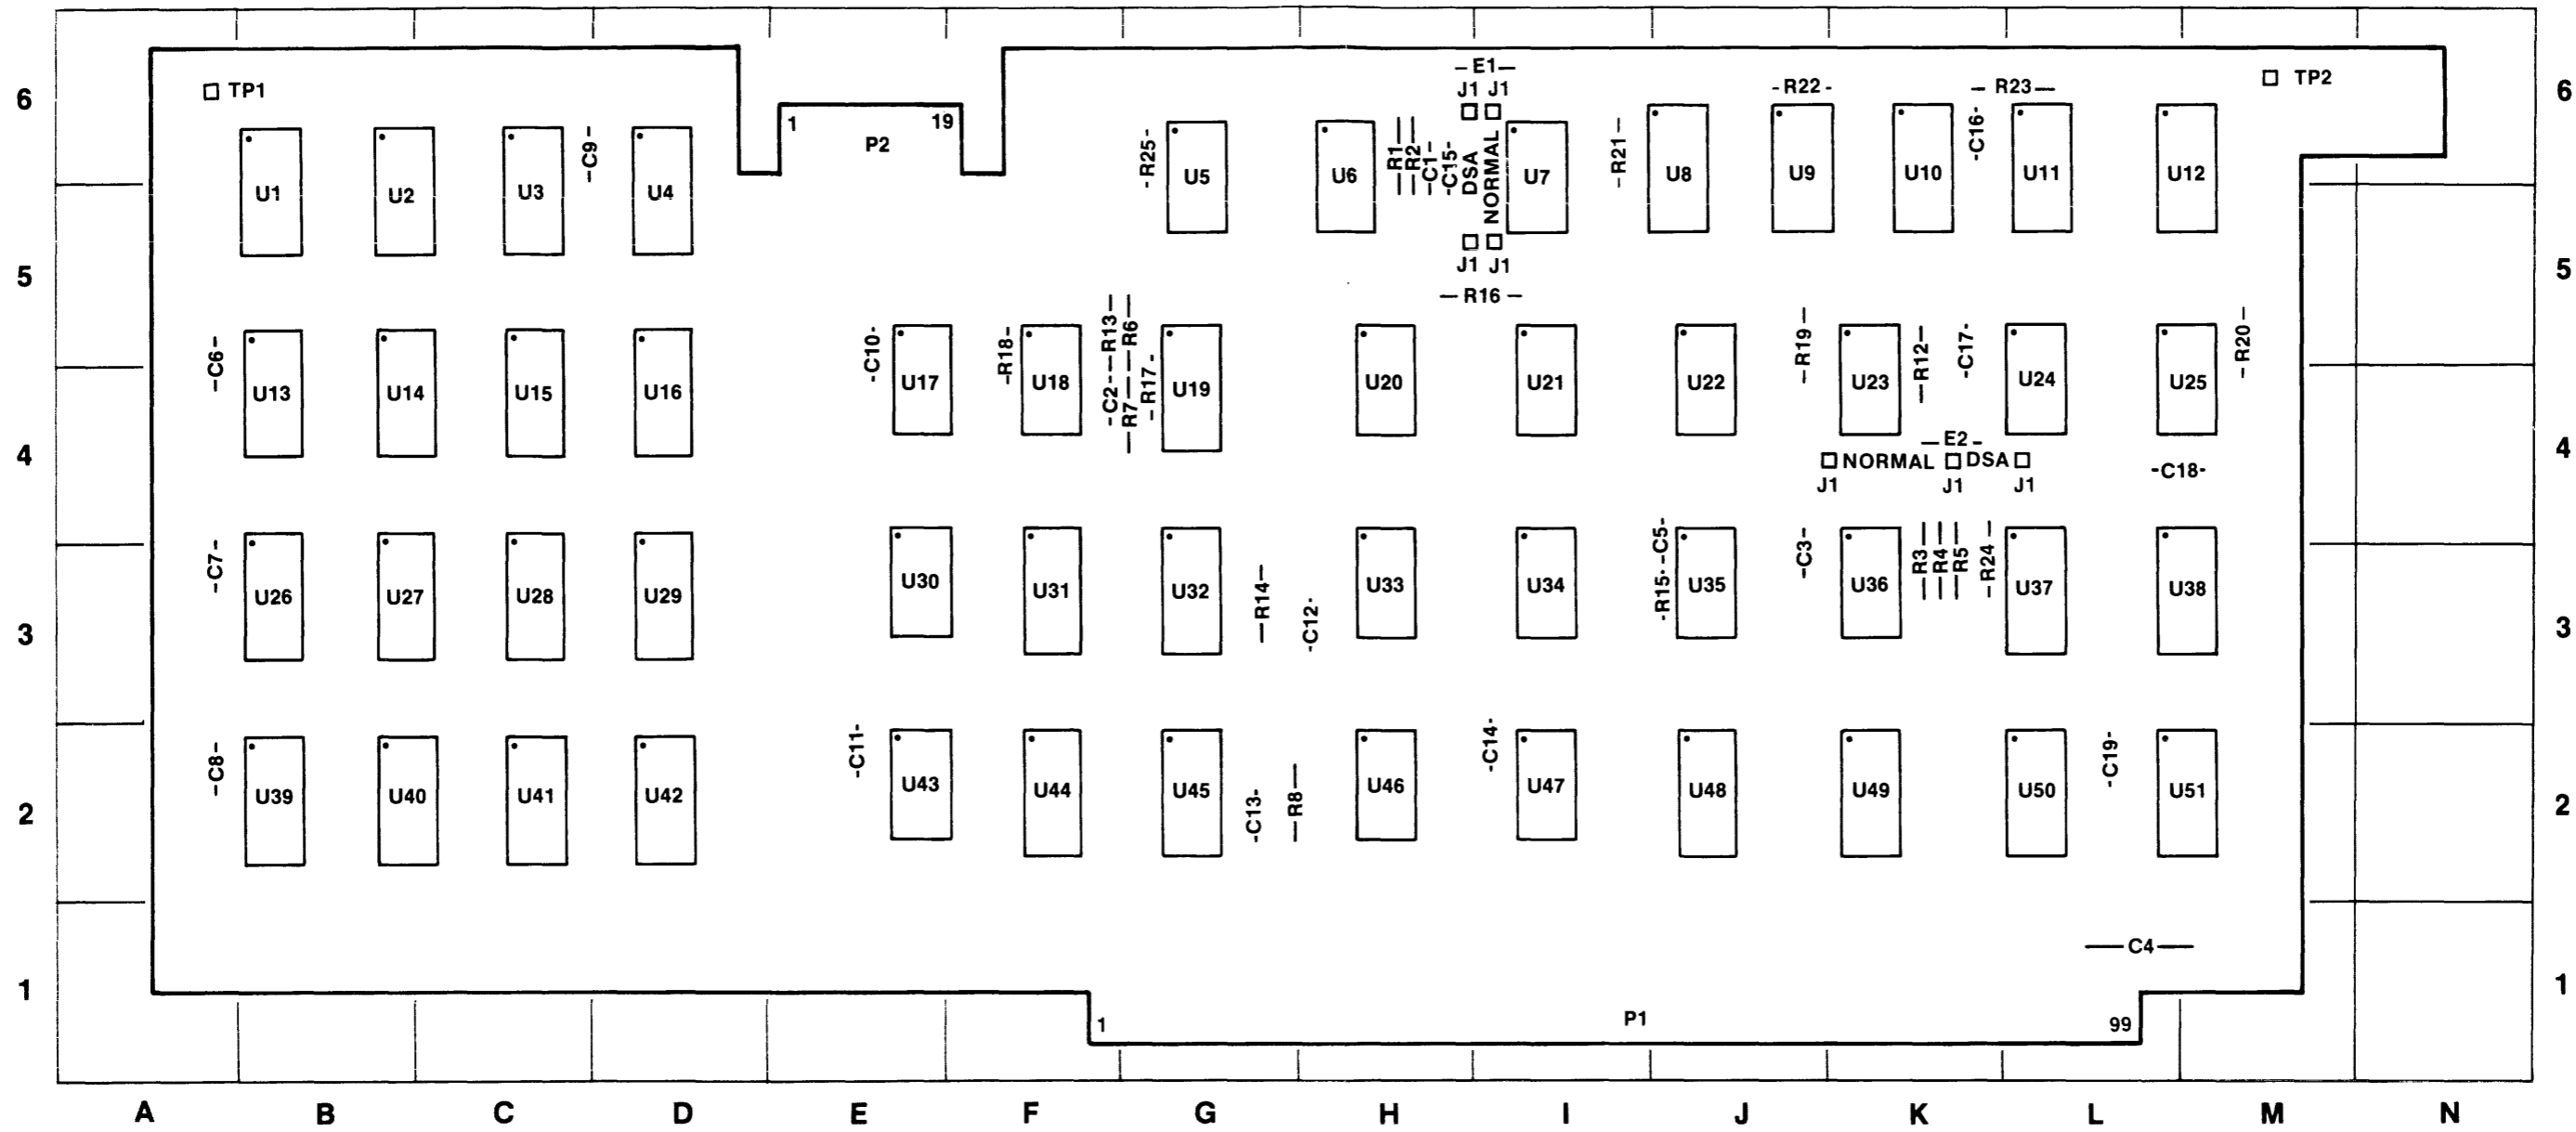 E1
J1 J1
6 TP1 R22 R23 TP2 6
1 P2 19
C9 R25 R1 R2 C1 C15 DSA NORMAL R21 C16
U1 U2 U3 U4 U5 U6 U7 U8 U9 U10 U11 U12
J1 J1
5 5
R16
C6 C10 R18 R13 R6 R19 R12 C17 R20
C2 R7 R17
U13 U14 U15 U16 U17 U18 U19 U20 U21 U22 U23 U24 U25
E2
4 NORMAL DSA C18 4
J1 J1 J1
C7 C5 C3 R3 R4 R5 R24
R15
U26 U27 U28 U29 U30 U31 U32 R14 C12 U33 U34 U35 U36 U37 U38
3 3
C8 C11 C14 C19
U39 U40 U41 U42 U43 U44 U45 C13 R8 U46 U47 U48 U49 U50 U51
2 2
C4
1 1
1 P1 99
A B C D E F G H I J K L M N